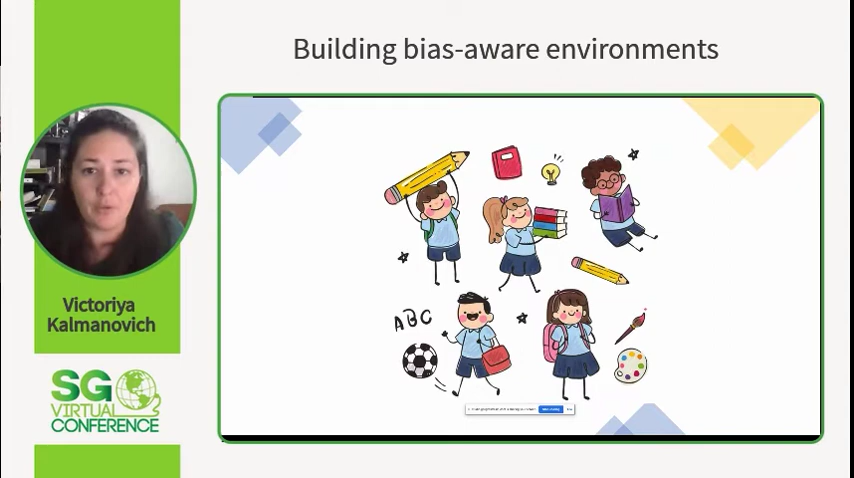 Building bias-aware environments
Victoriya
Kalmanovich
SG
VIRTUAL
CONFERENCE
ABC